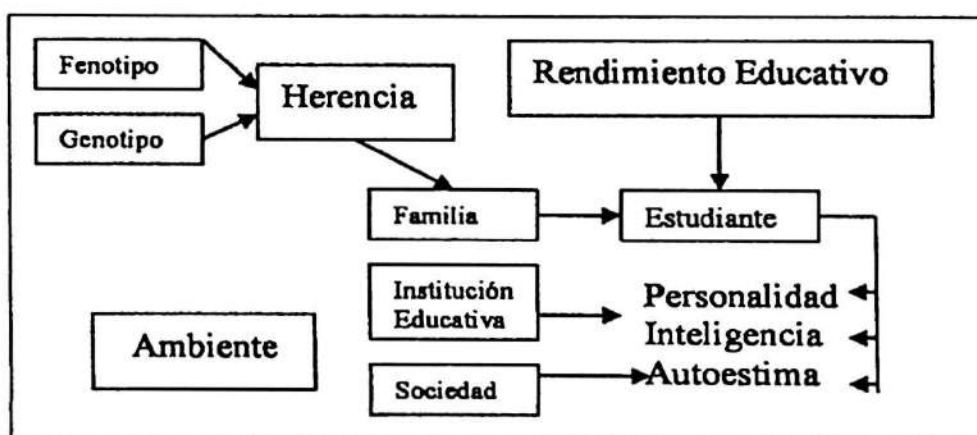 Fenotipo
Genotipo
Herencia
Rendimiento Educativo
Familia
Estudiante
Institución
Educativa
Personalidad
Inteligencia
Autoestima
Ambiente
Sociedad